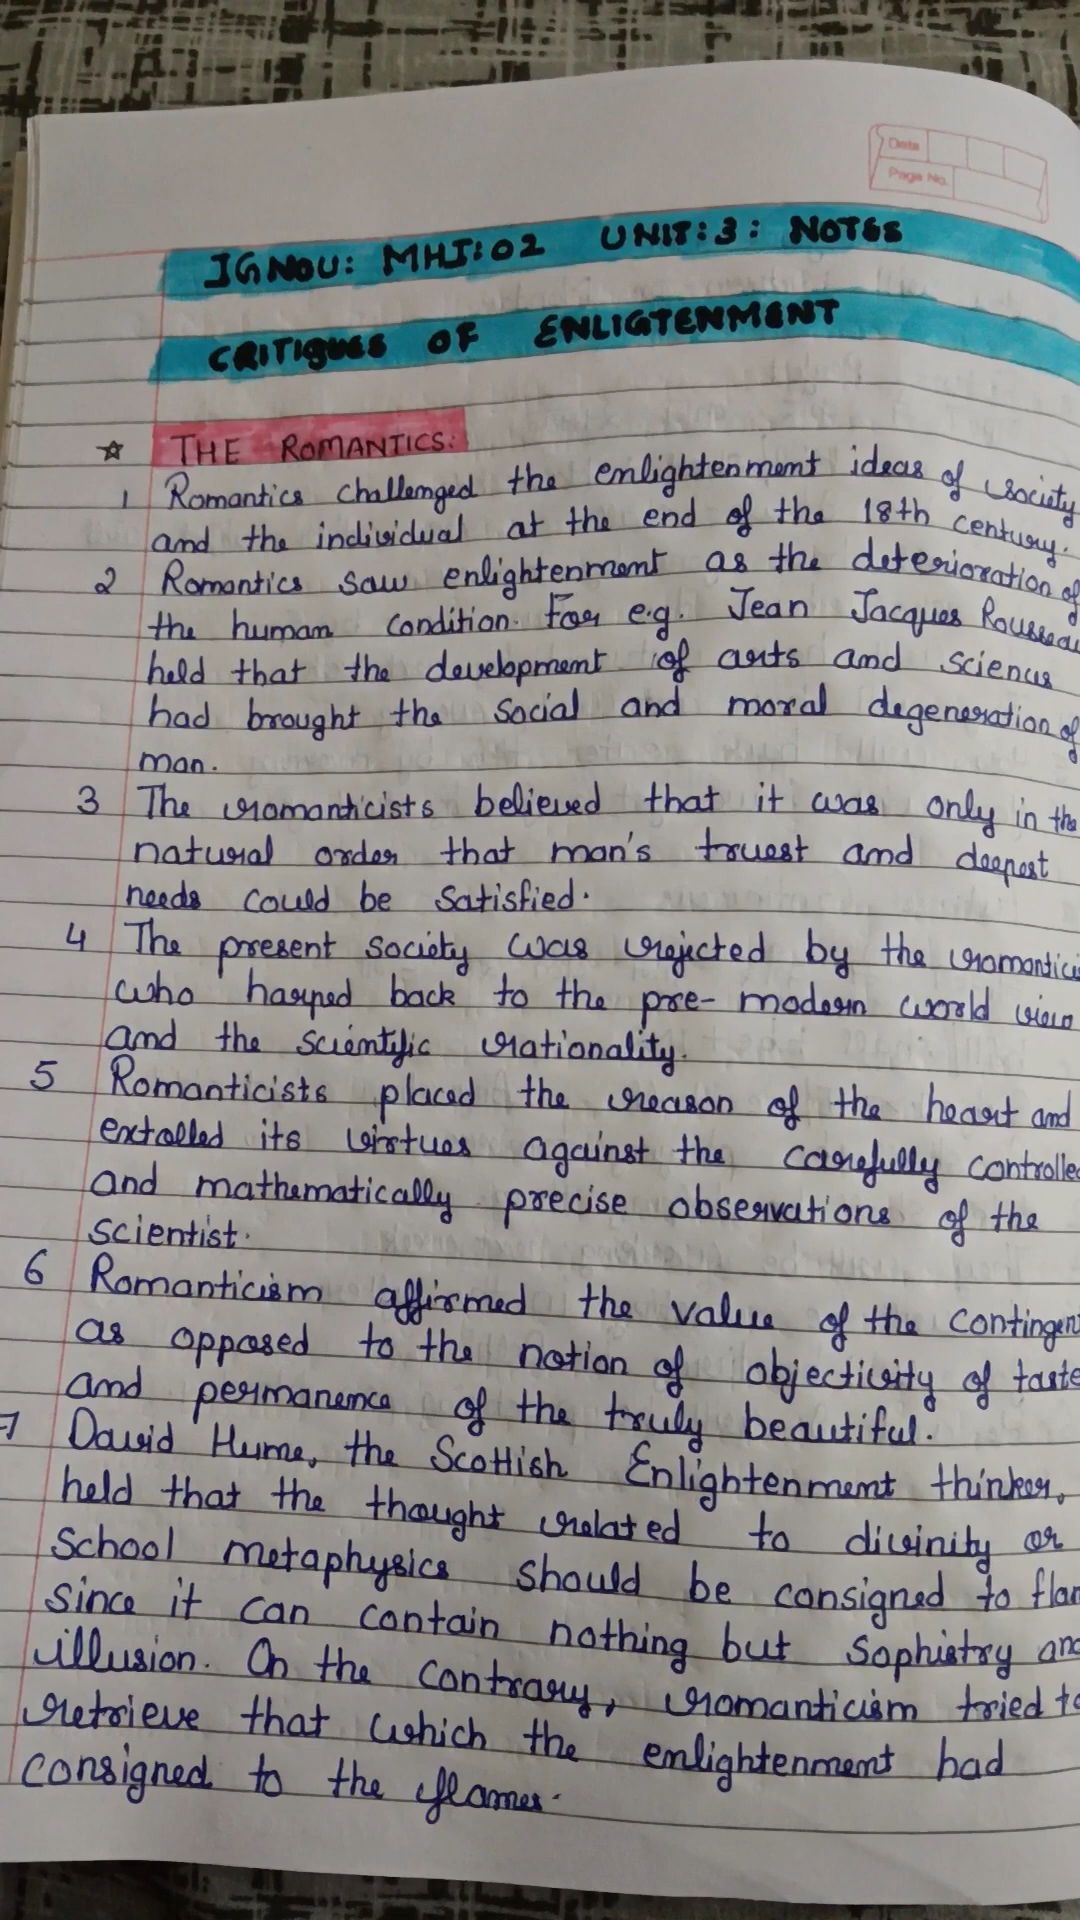 Date
Page No.
IGNOU: MHI:02 UNIT:3: NOTES
CRITIQUES OF ENLIGTENMENT
☆ THE ROMANTICS:
1 Romantics challenged the enlightenment ideas of society
and the individual at the end of the 18th century.
2 Romantics saw enlightenment as the deterioration of
the human condition. For e.g. Jean Jacques Rousseau
held that the development of arts and sciences
had brought the social and moral degeneration of
man.
3 The romanticists believed that it was only in the
natural order that man's truest and deepest
needs could be satisfied.
4 The present society was rejected by the romantici
who harped back to the pre-modern world view
and the scientific rationality.
5 Romanticists placed the reason of the heart and
extolled its virtues against the carefully controlled
and mathematically precise observations of the
scientist.
6 Romanticism affirmed the value of the contingen
as opposed to the notion of objectivity of taste
and permanence of the truly beautiful.
7 David Hume, the Scottish Enlightenment thinker,
held that the thought related to divinity or
school metaphysics should be consigned to flam
since it can contain nothing but sophistry and
illusion. On the contrary, romanticism tried to
retrieve that which the enlightenment had
consigned to the flames.